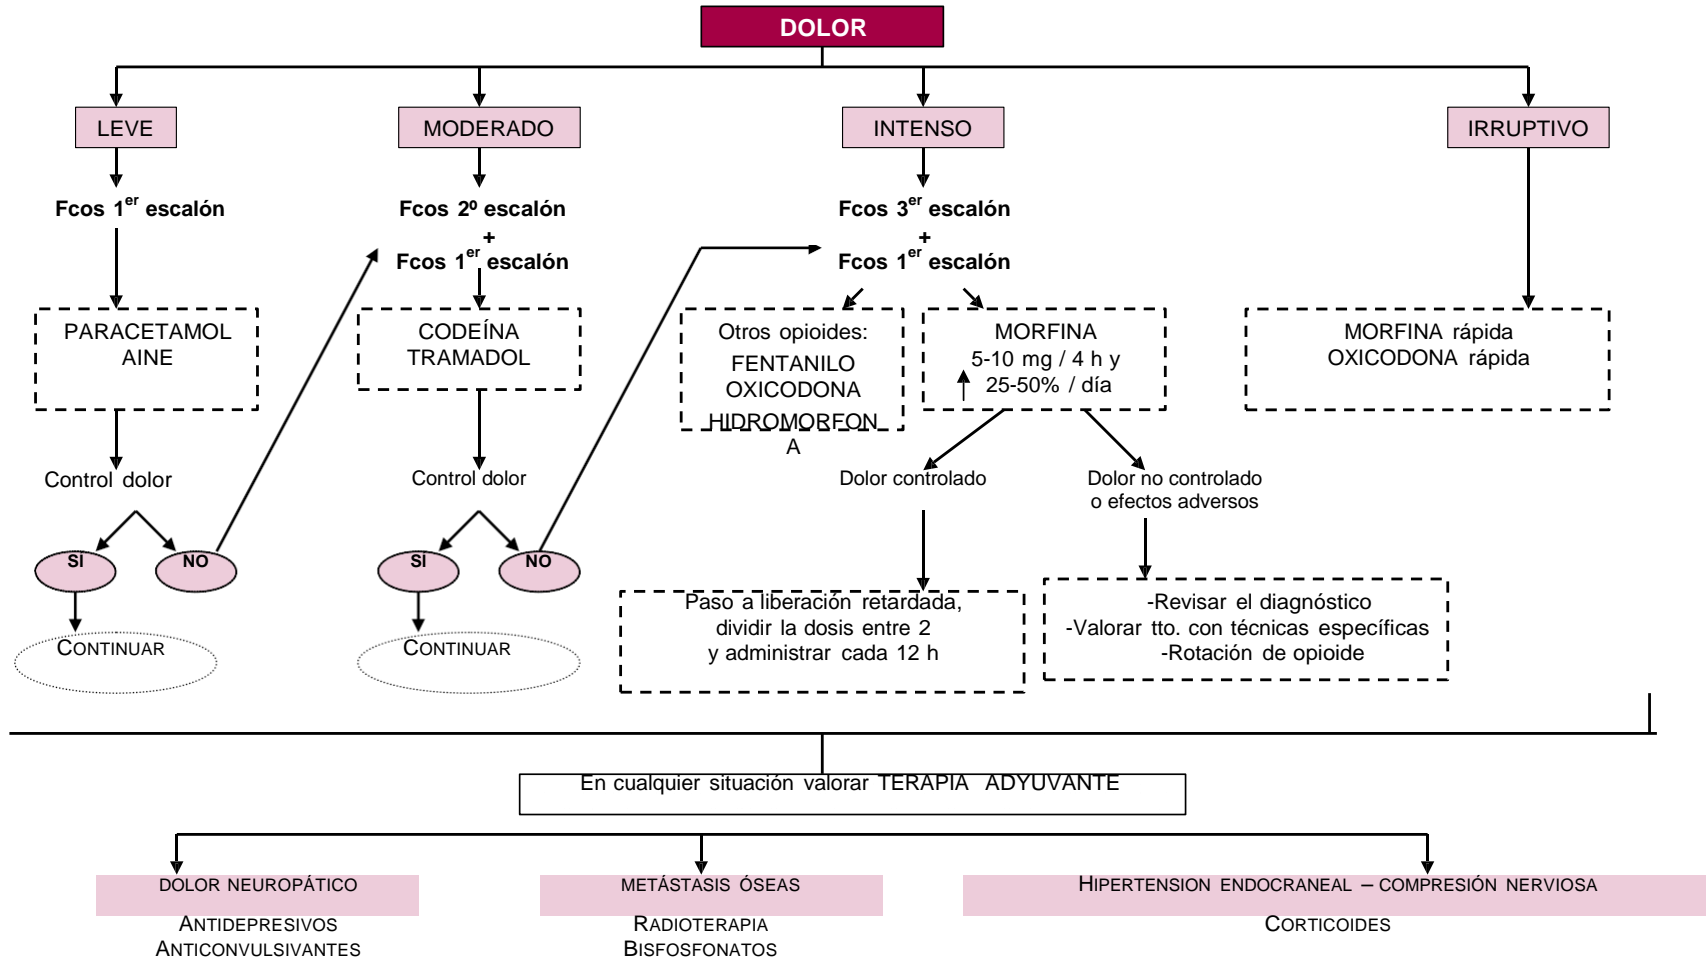 DOLOR
LEVE
MODERADO
INTENSO
IRRUPTIVO
Fcos 1er escalón
Fcos 2º escalón
+
Fcos 1er escalón
Fcos 3er escalón
+
Fcos 1er escalón
PARACETAMOL
AINE
CODEÍNA
TRAMADOL
Otros opioides:
FENTANILO
OXICODONA
HIDROMORFON
A
MORFINA
5-10 mg / 4 h y
↑ 25-50% / día
MORFINA rápida
OXICODONA rápida
Control dolor
Control dolor
Dolor controlado
Dolor no controlado
o efectos adversos
SI
NO
SI
NO
CONTINUAR
CONTINUAR
Paso a liberación retardada,
dividir la dosis entre 2
y administrar cada 12 h
-Revisar el diagnóstico
-Valorar tto. con técnicas específicas
-Rotación de opioide
En cualquier situación valorar TERAPIA ADYUVANTE
DOLOR NEUROPÁTICO
ANTIDEPRESIVOS
ANTICONVULSIVANTES
METÁSTASIS ÓSEAS
RADIOTERAPIA
BISFOSFONATOS
HIPERTENSION ENDOCRANEAL – COMPRESIÓN NERVIOSA
CORTICOIDES